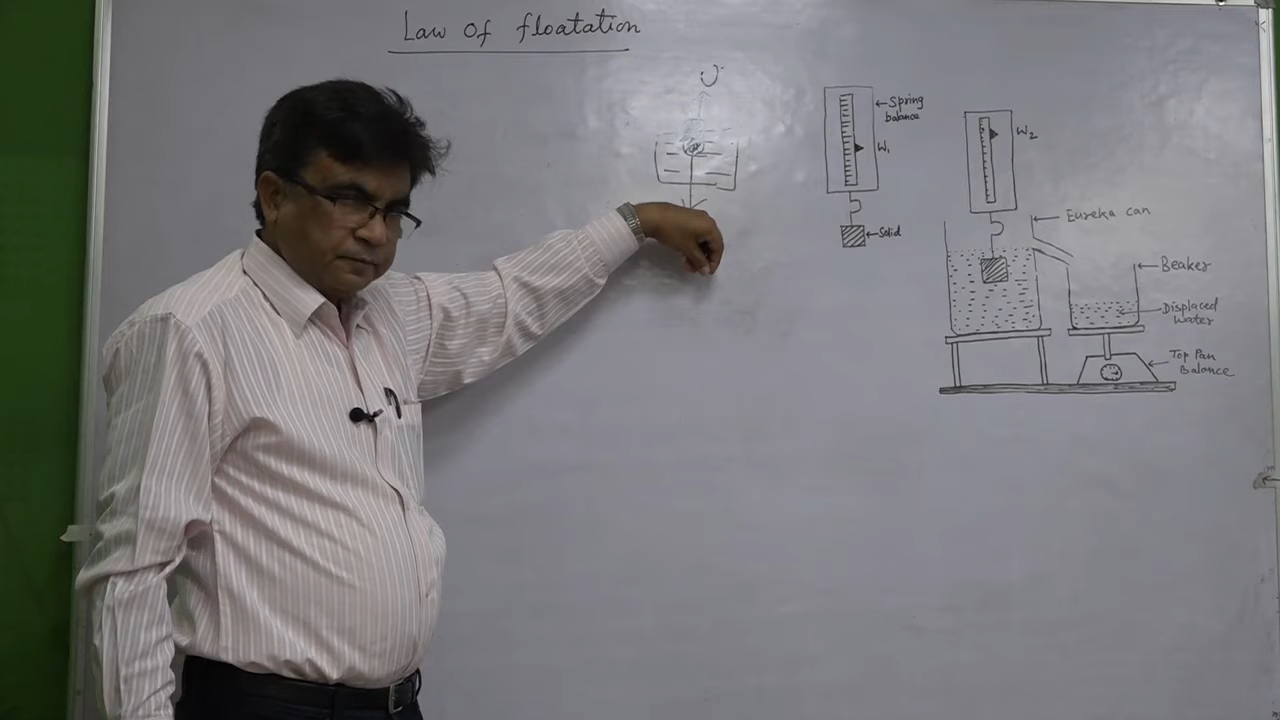 Law of floatation
U
Spring
balance
W₁
Solid
W₂
Eureka can
Beaker
Displaced
Water
Top Pan
Balance